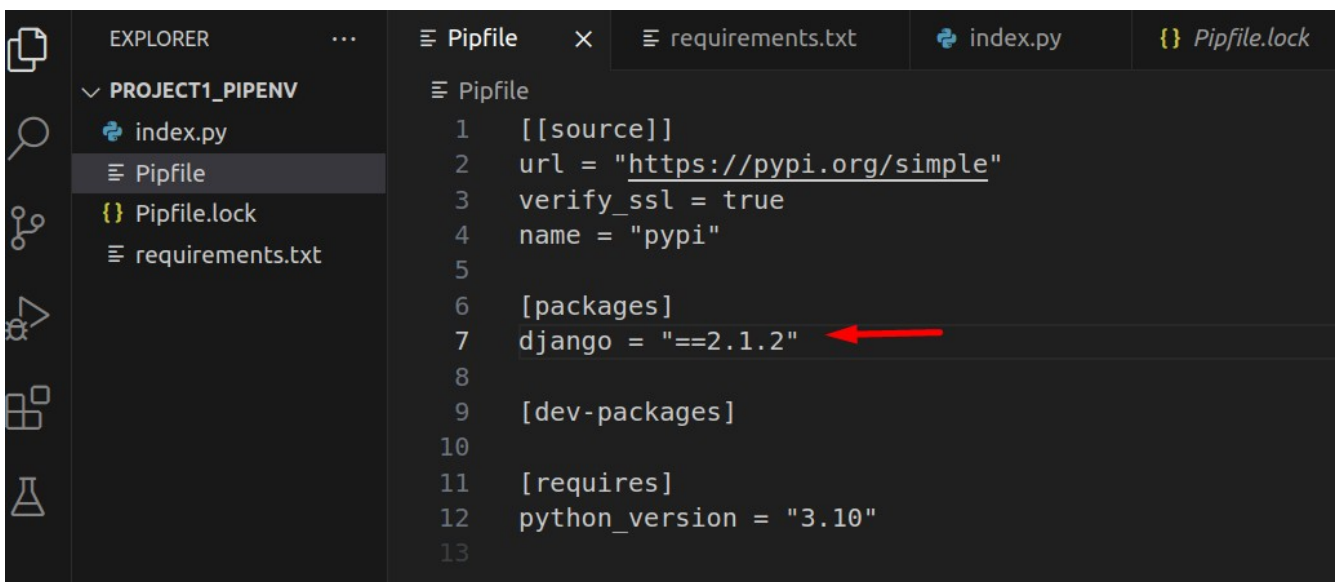 EXPLORER ...
PROJECT1_PIPENV
index.py
Pipfile
{} Pipfile.lock
requirements.txt
Pipfile × requirements.txt index.py {} Pipfile.lock
Pipfile
1 [[source]]
2 url = "https://pypi.org/simple"
3 verify_ssl = true
4 name = "pypi"
5
6 [packages]
7 django = "==2.1.2"
8
9 [dev-packages]
10
11 [requires]
12 python_version = "3.10"
13